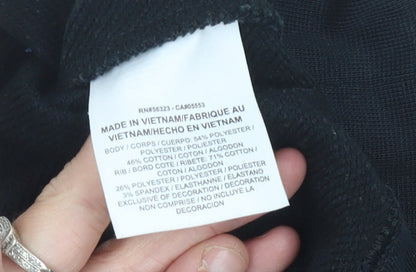 RN#56323 - CA#05553
MADE IN VIETNAM/FABRIQUE AU
VIETNAM/HECHO EN VIETNAM
BODY / CORPS / CUERPO: 54% POLYESTER /
POLYESTER / POLIESTER
46% COTTON / COTON / ALGODON
RIB / BORD COTE / RIBETE: 71% COTTON /
COTON / ALGODON
26% POLYESTER / POLYESTER / POLIESTER
3% SPANDEX / ELASTHANNE / ELASTANO
EXCLUSIVE OF DECORATION /
NON COMPRISE / NO INCLUYE LA
DECORACION